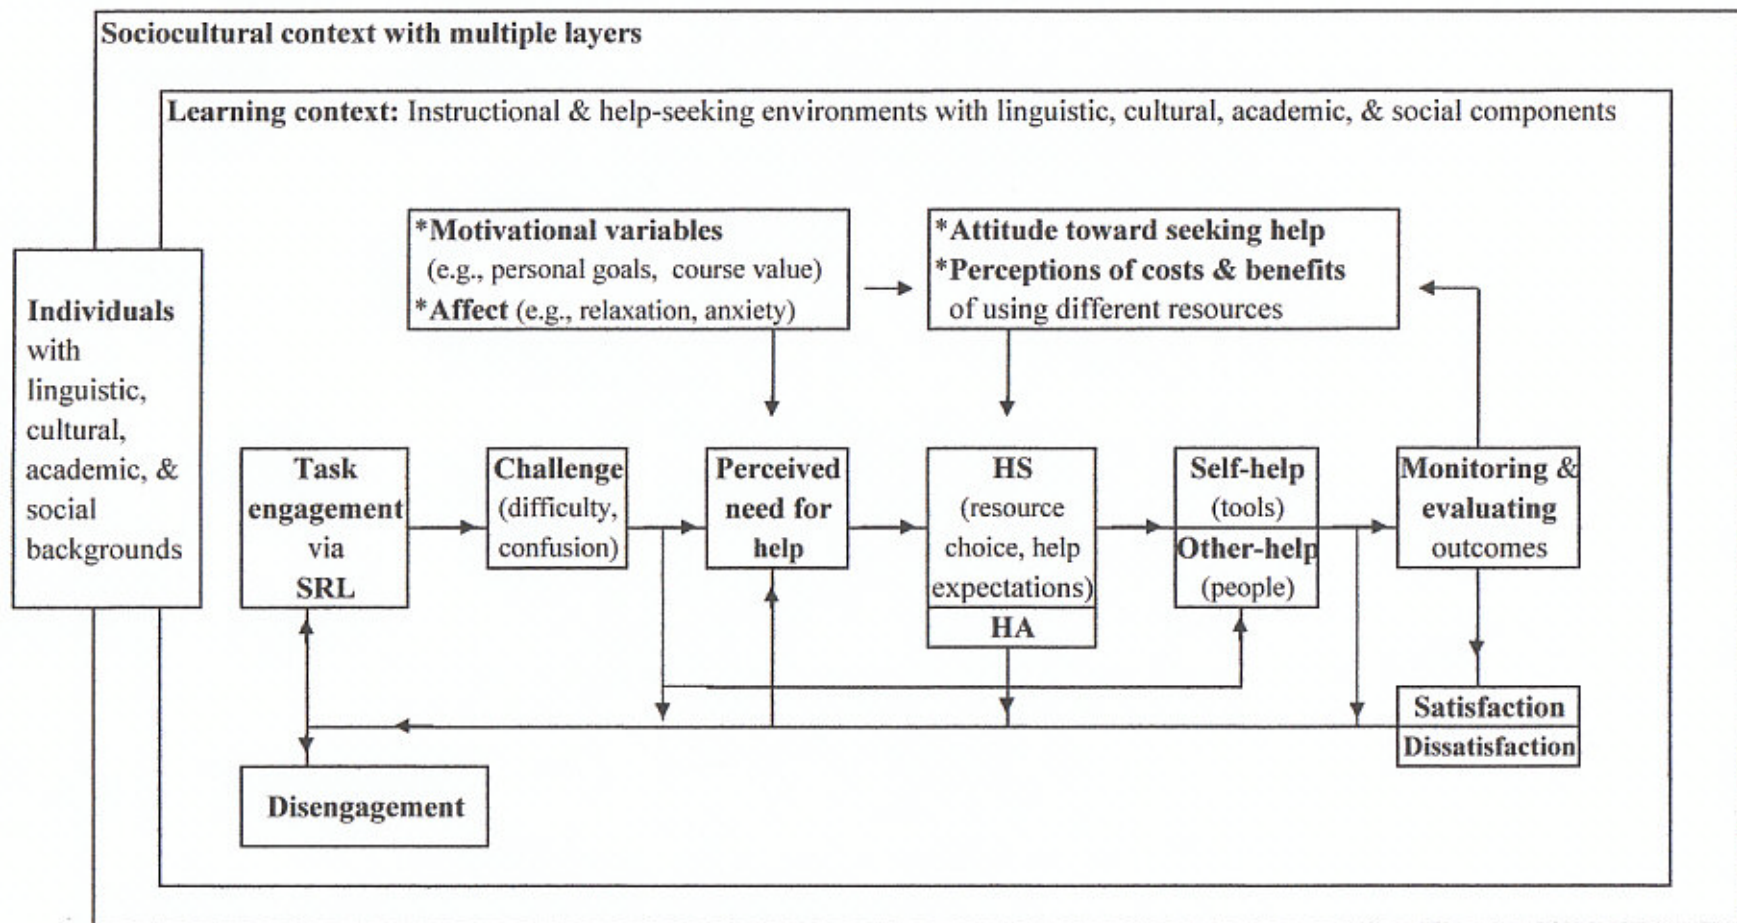 Sociocultural context with multiple layers
Learning context: Instructional & help-seeking environments with linguistic, cultural, academic, & social components
Individuals
with
linguistic,
cultural,
academic, &
social
backgrounds
*Motivational variables
(e.g., personal goals, course value)
*Affect (e.g., relaxation, anxiety)
*Attitude toward seeking help
*Perceptions of costs & benefits
of using different resources
Task
engagement
via
SRL
Challenge
(difficulty,
confusion)
Perceived
need for
help
HS
(resource
choice, help
expectations)
HA
Self-help
(tools)
Other-help
(people)
Monitoring &
evaluating
outcomes
Satisfaction
Dissatisfaction
Disengagement